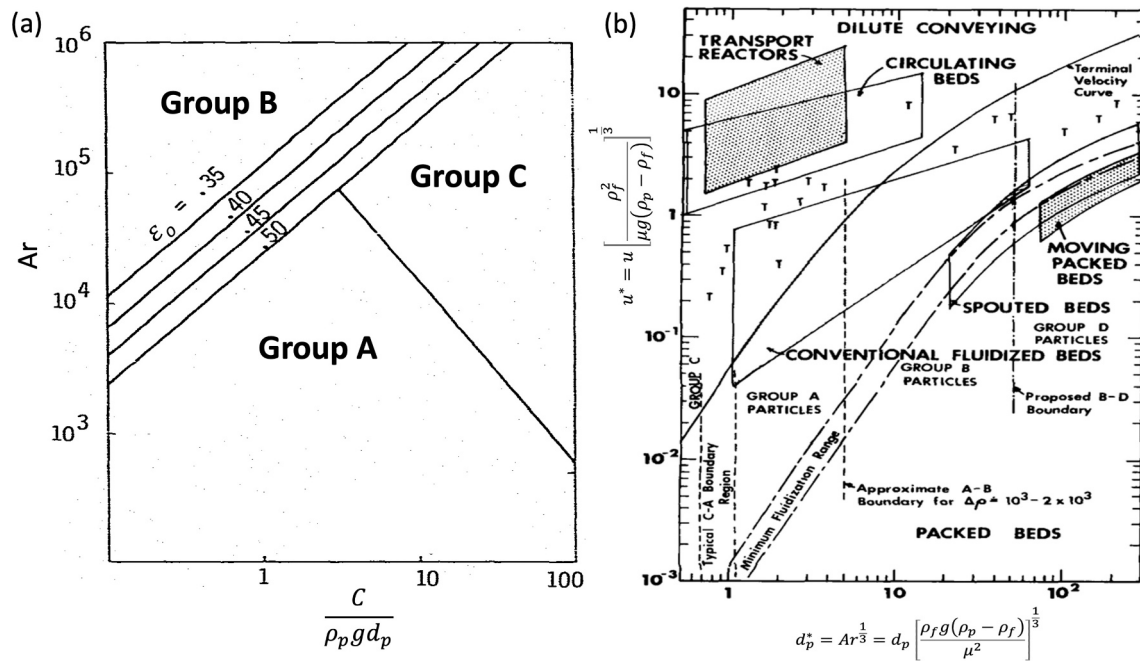 (a)
10^6
10^5
10^4
10^3
Ar
Group B
Group C
Group A
ε_o = .35
.40
.45
.50
1
10
100
C
ρ_p g d_p
(b)
DILUTE CONVEYING
TRANSPORT
REACTORS
CIRCULATING
BEDS
Terminal
Velocity
Curve
10
1
10^-1
10^-2
10^-3
u* = u [ρ_f^2 / μg(ρ_p − ρ_f)]^1/3
T T T T T T T T T T T T T T T T T T T T
MOVING
PACKED
BEDS
SPOUTED BEDS
GROUP D
PARTICLES
CONVENTIONAL FLUIDIZED BEDS
GROUP B
PARTICLES
GROUP A
PARTICLES
GROUP C
Proposed B-D
Boundary
Typical C-A Boundary
Region
Minimum Fluidization Range
Approximate A-B
Boundary for Δρ ≐ 10^3 – 2 x 10^3
PACKED BEDS
1
10
10^2
d_p* = Ar^1/3 = d_p [ρ_f g(ρ_p − ρ_f) / μ^2]^1/3